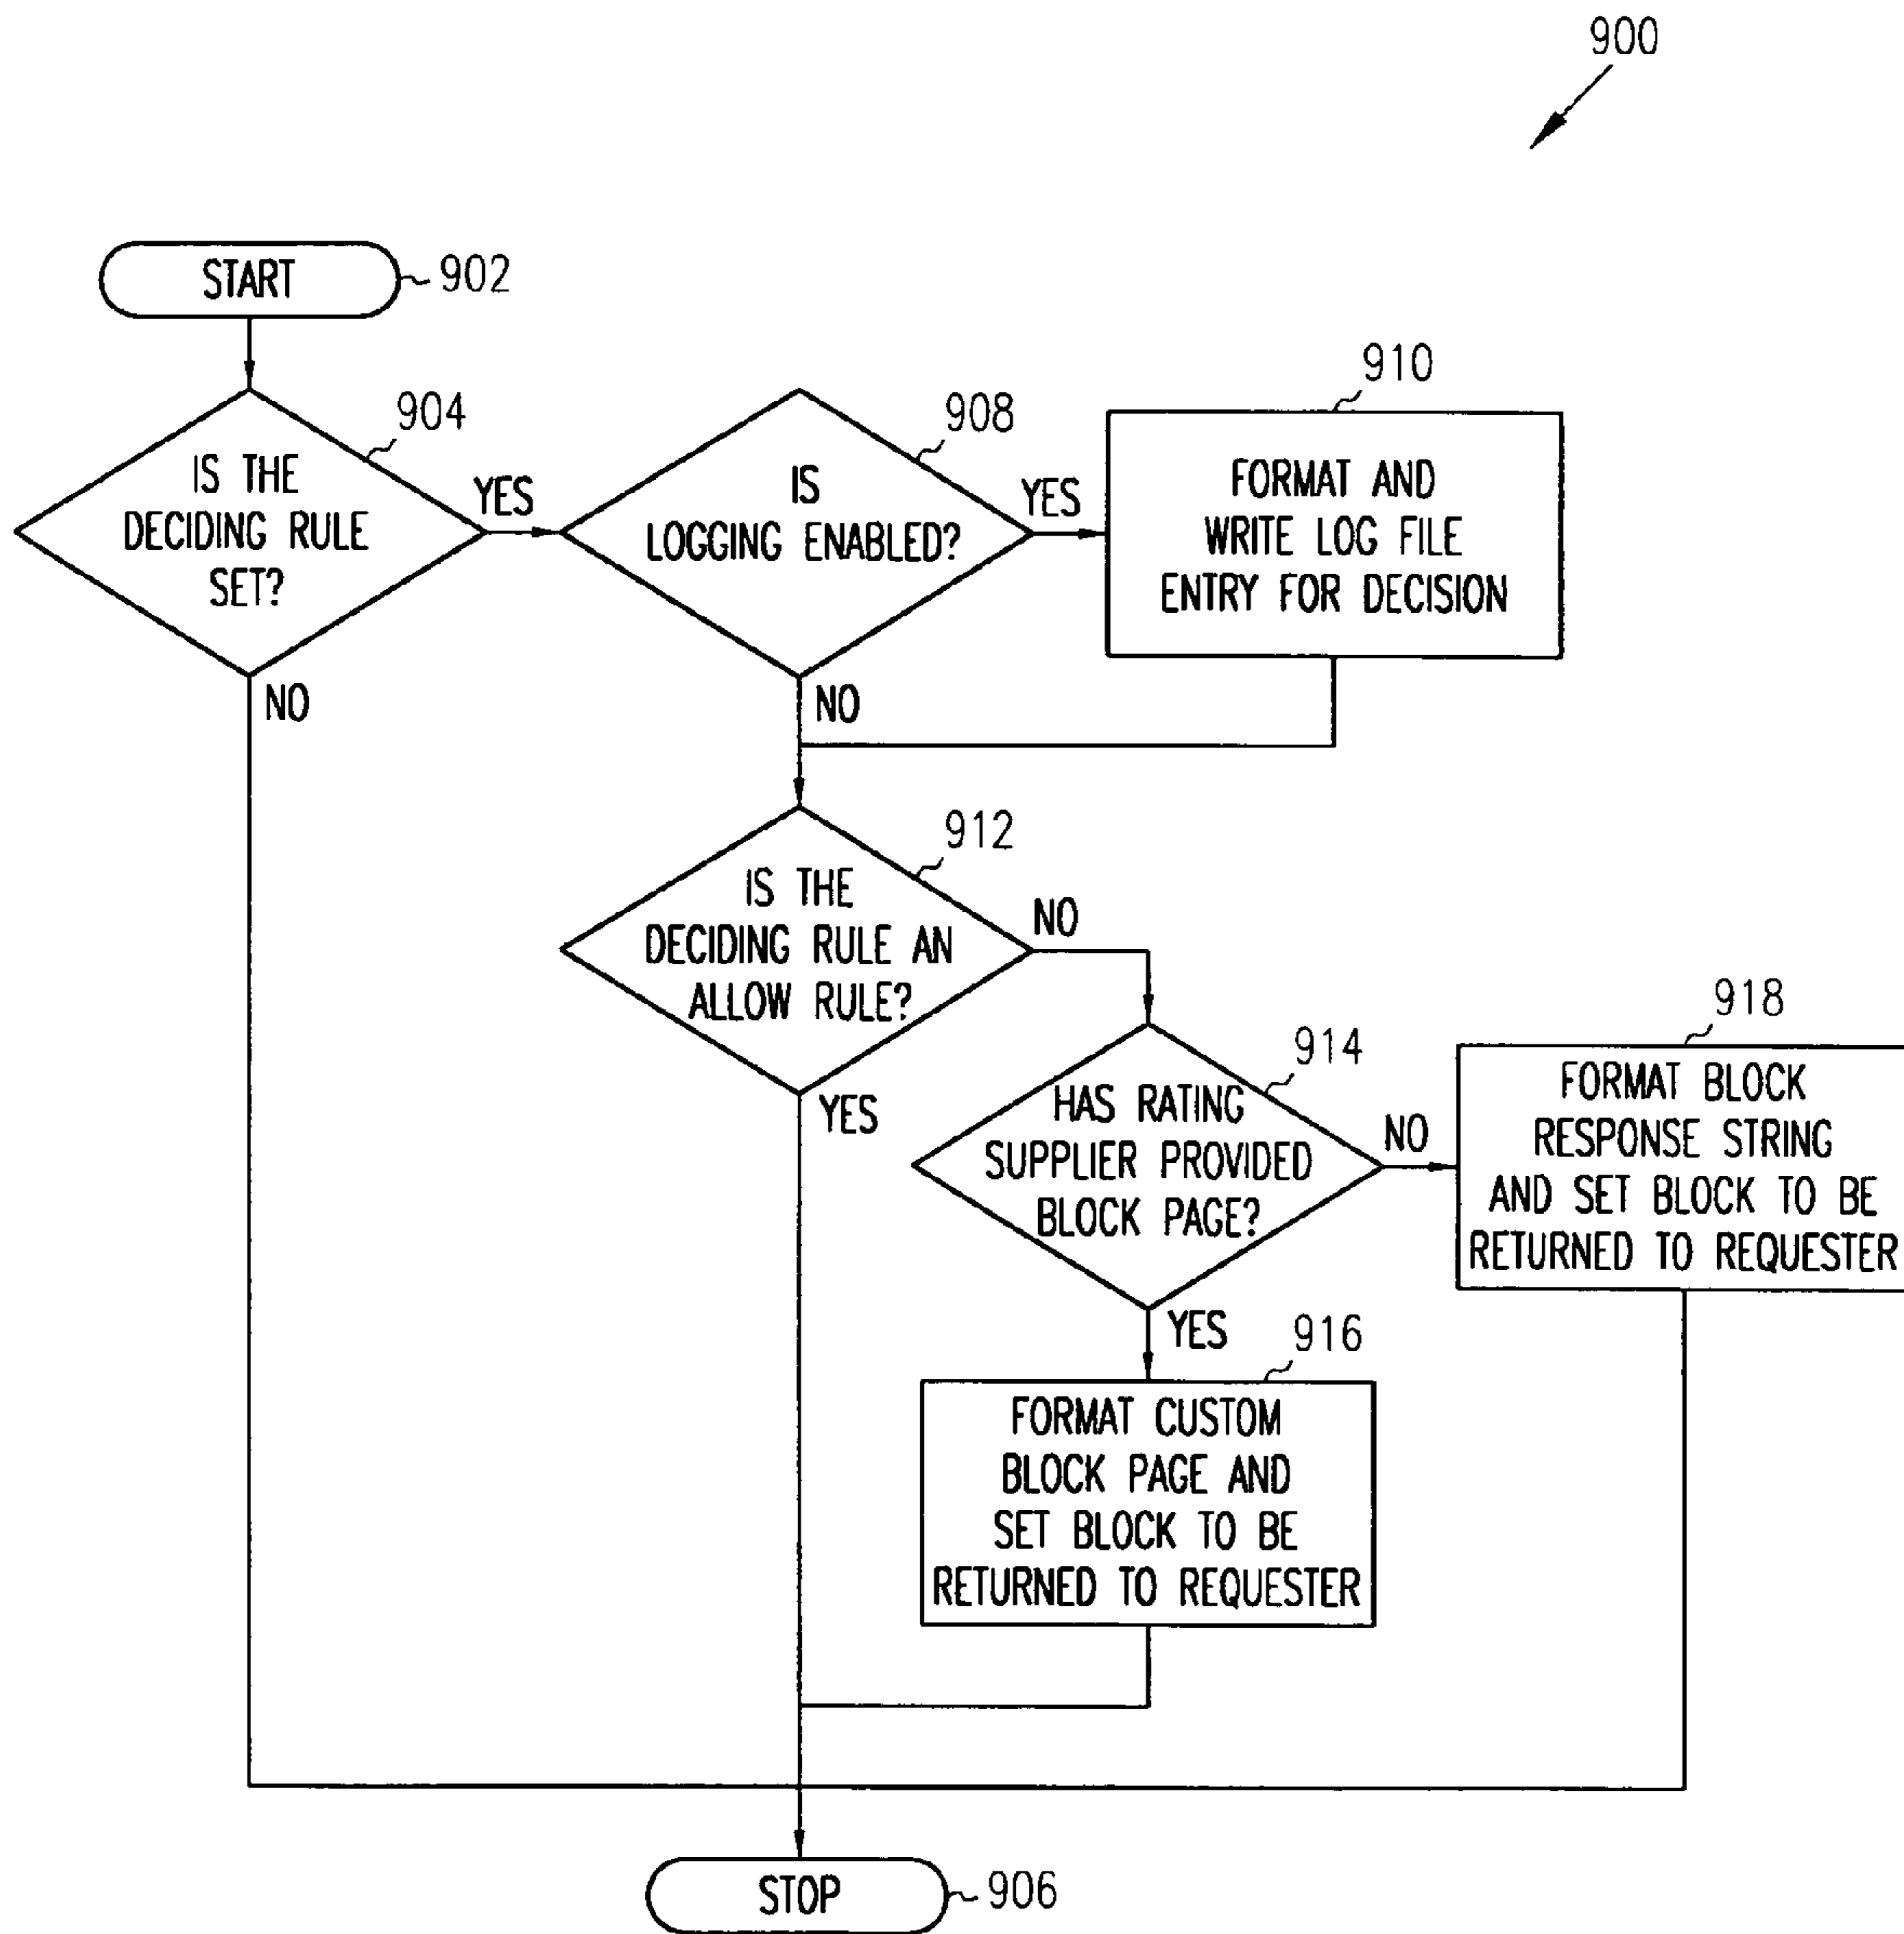 900
START
902
904
IS THE
DECIDING RULE
SET?
YES
NO
908
IS
LOGGING ENABLED?
YES
NO
910
FORMAT AND
WRITE LOG FILE
ENTRY FOR DECISION
912
IS THE
DECIDING RULE AN
ALLOW RULE?
NO
YES
914
HAS RATING
SUPPLIER PROVIDED
BLOCK PAGE?
NO
YES
918
FORMAT BLOCK
RESPONSE STRING
AND SET BLOCK TO BE
RETURNED TO REQUESTER
916
FORMAT CUSTOM
BLOCK PAGE AND
SET BLOCK TO BE
RETURNED TO REQUESTER
STOP
906